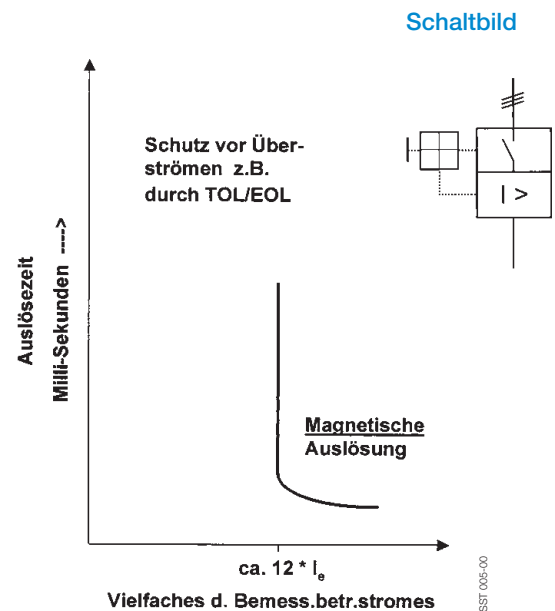 Schaltbild
Schutz vor Über-
strömen z.B.
durch TOL/EOL
I >
Auslösezeit
Milli-Sekunden ---->
Magnetische
Auslösung
ca. 12 * Ie
Vielfaches d. Bemess.betr.stromes
SST 005-00